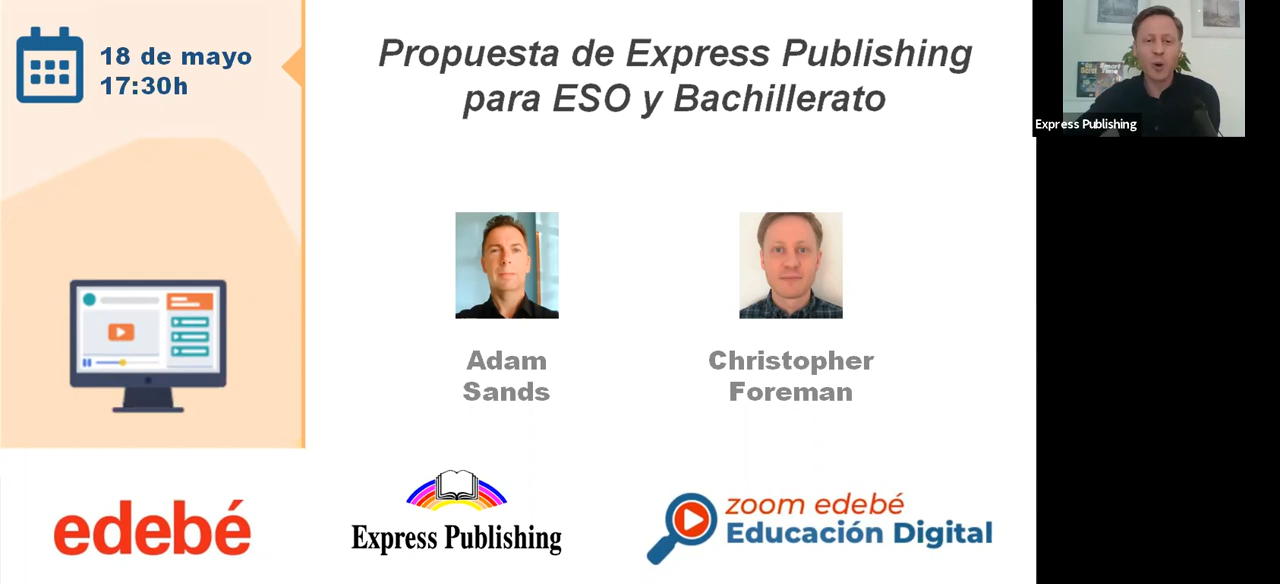 18 de mayo
17:30h
Propuesta de Express Publishing
para ESO y Bachillerato
Express Publishing
Adam
Sands
Christopher
Foreman
edebé
Express Publishing
zoom edebé
Educación Digital